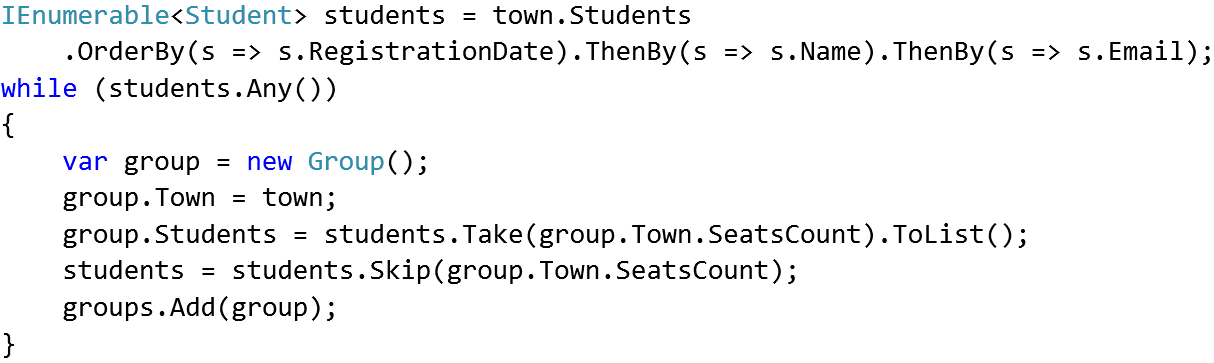 IEnumerable<Student> students = town.Students
    .OrderBy(s => s.RegistrationDate).ThenBy(s => s.Name).ThenBy(s => s.Email);
while (students.Any())
{
    var group = new Group();
    group.Town = town;
    group.Students = students.Take(group.Town.SeatsCount).ToList();
    students = students.Skip(group.Town.SeatsCount);
    groups.Add(group);
}